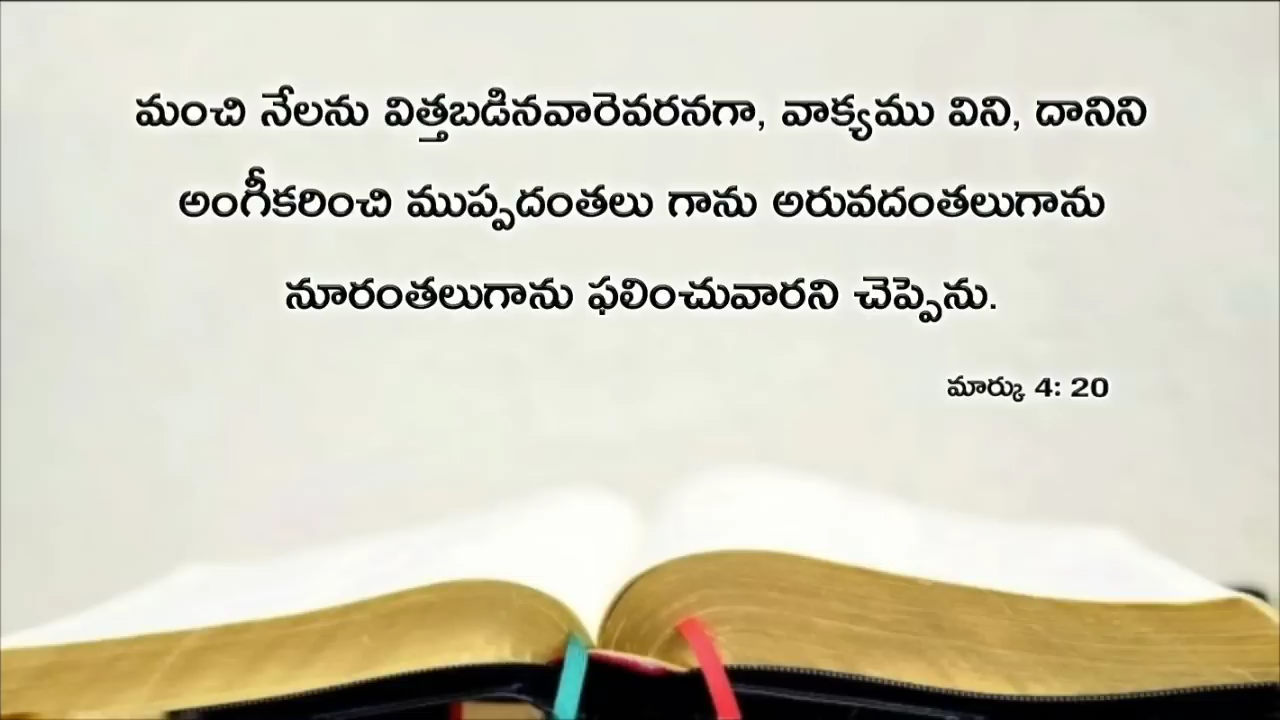 మంచి నేలను విత్తబడినవారెవరనగా, వాక్యము విని, దానిని
అంగీకరించి ముప్పదంతలు గాను అరువదంతలుగాను
నూరంతలుగాను ఫలించువారని చెప్పెను.
మార్కు 4: 20